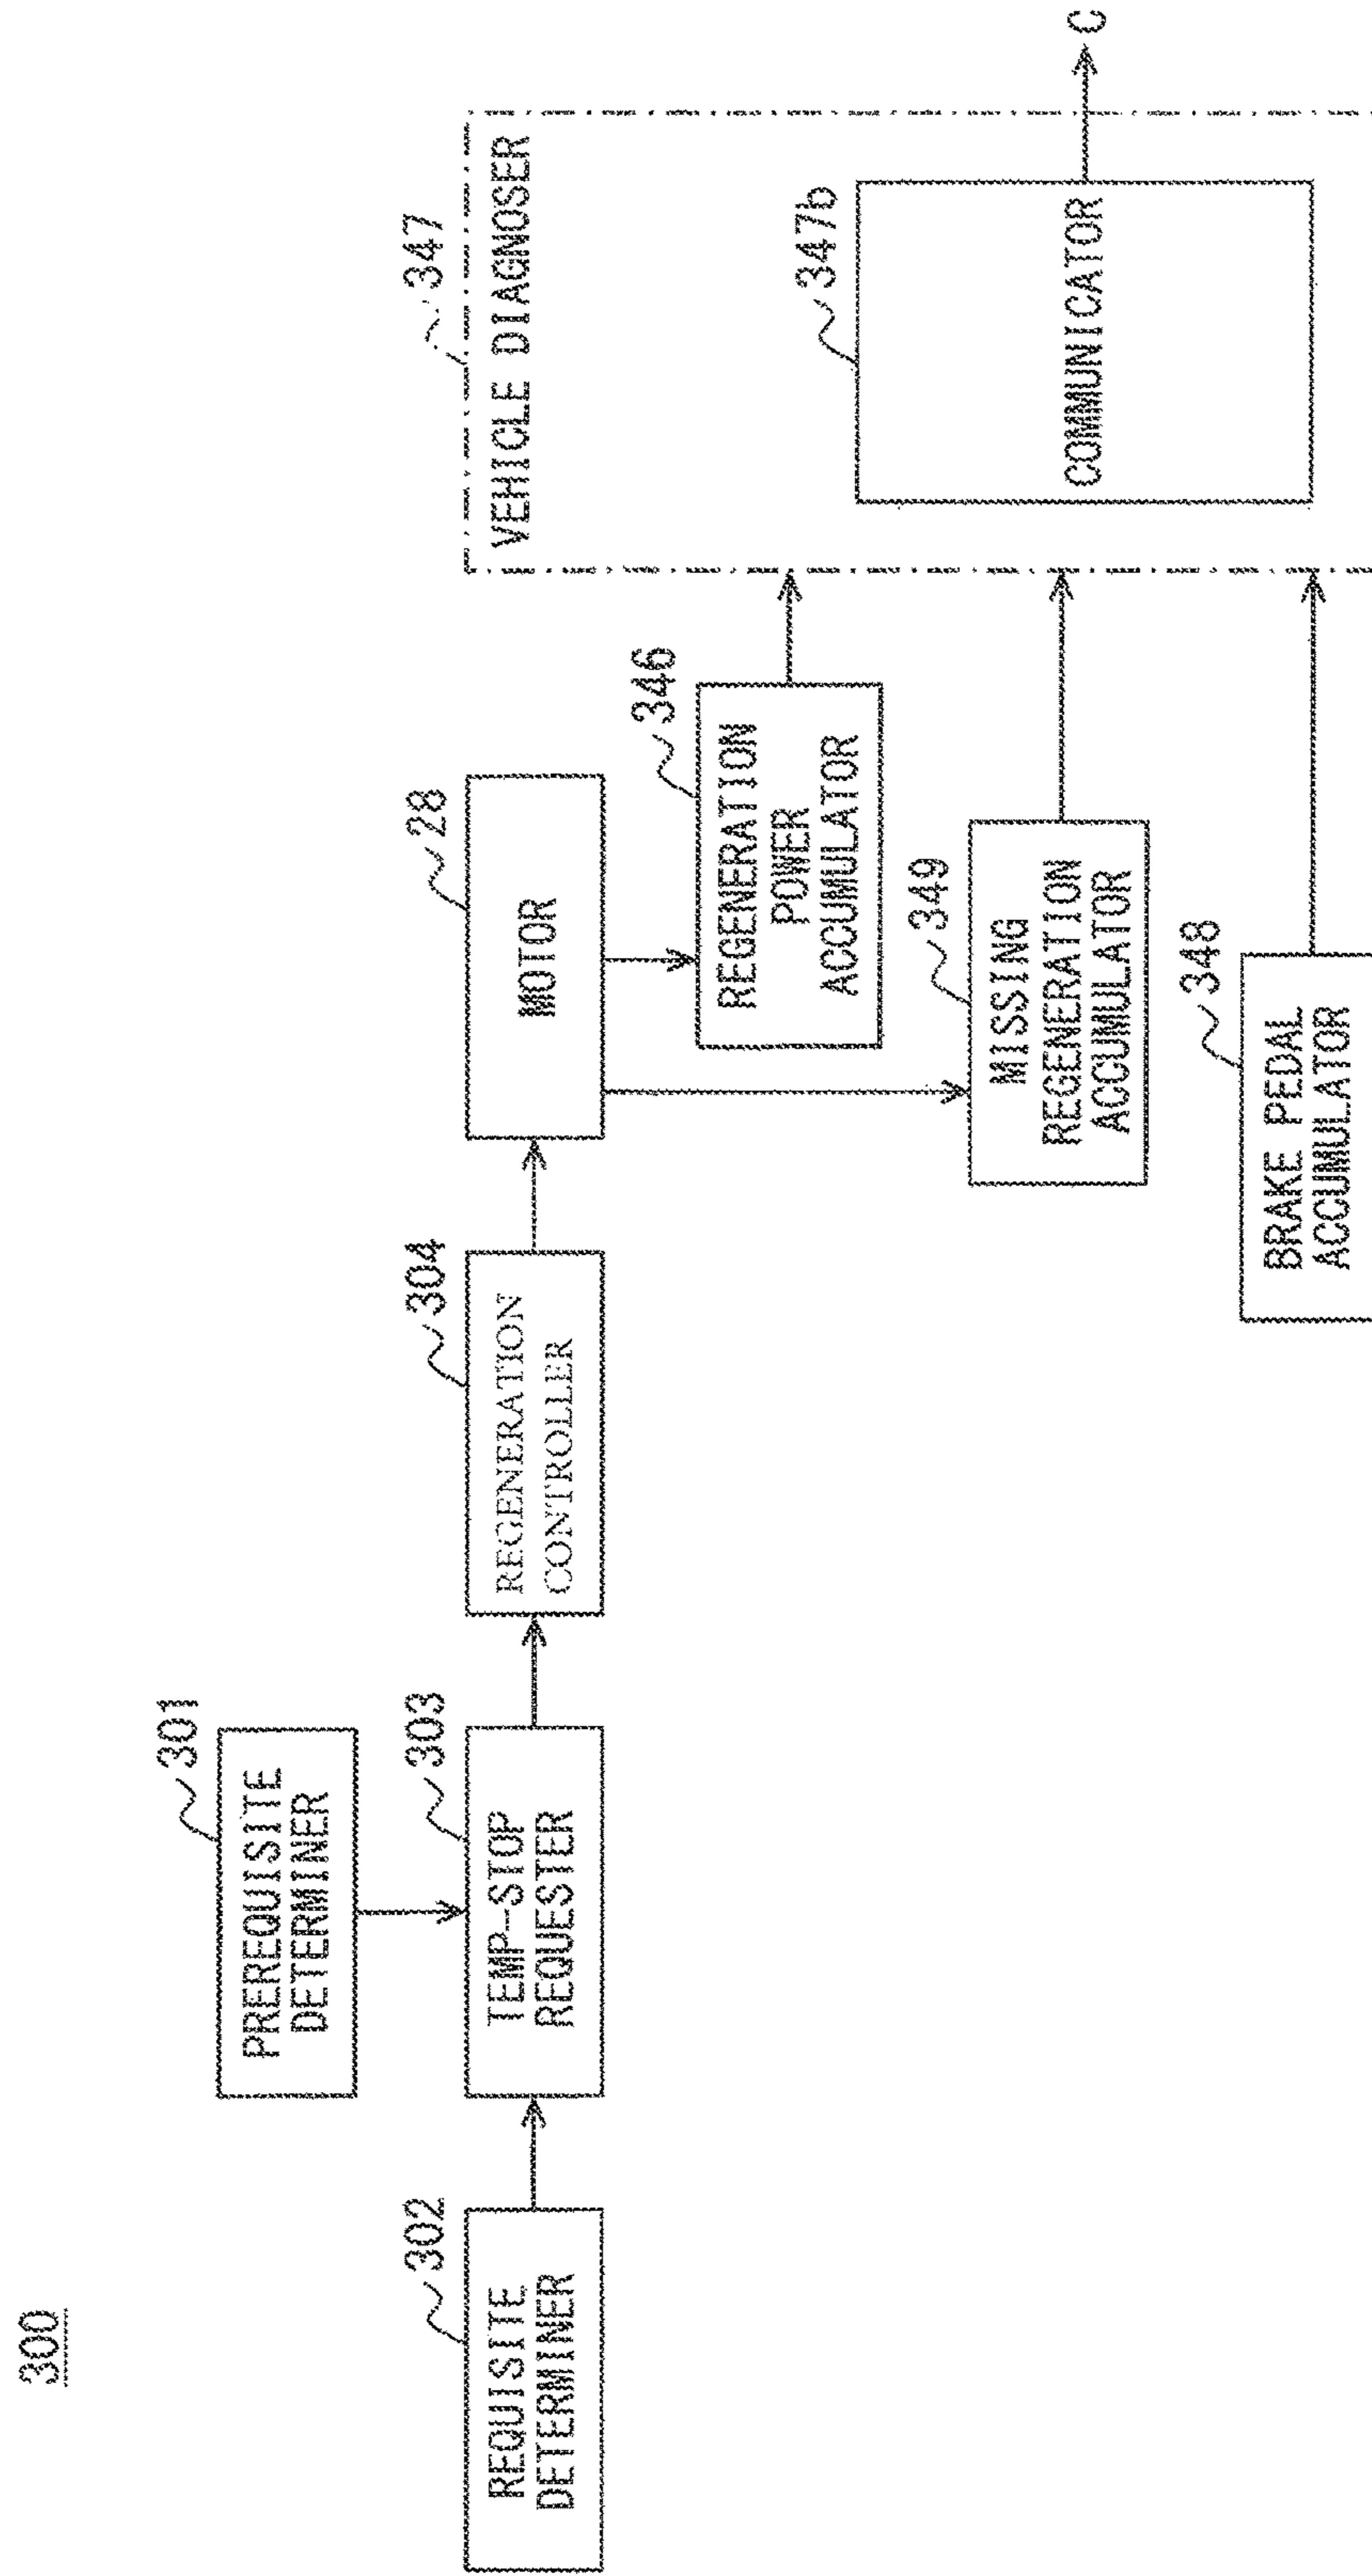 300
301
PREREQUISITE
DETERMINER
302
REQUISITE
DETERMINER
303
TEMP-STOP
REQUESTER
304
REGENERATION
CONTROLLER
28
MOTOR
347
VEHICLE DIAGNOSER
346
REGENERATION
POWER
ACCUMULATOR
347b
COMMUNICATOR
C
349
MISSING
REGENERATION
ACCUMULATOR
348
BRAKE PEDAL
ACCUMULATOR